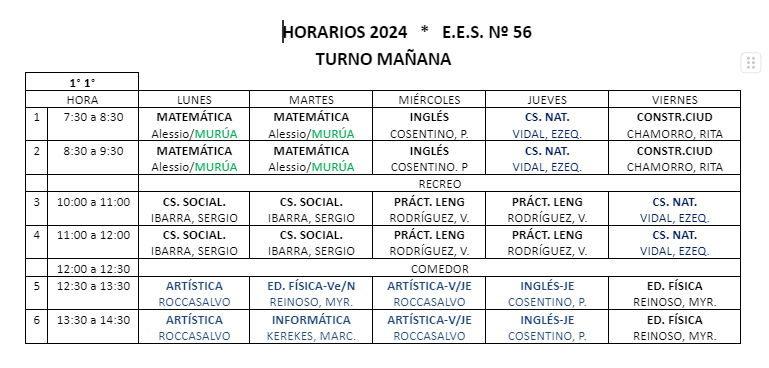 HORARIOS 2024 * E.E.S. Nº 56
TURNO MAÑANA
1° 1°
HORA LUNES MARTES MIÉRCOLES JUEVES VIERNES
1 7:30 a 8:30 MATEMÁTICA MATEMÁTICA INGLÉS CS. NAT. CONSTR.CIUD
Alessio/MURÚA Alessio/MURÚA COSENTINO, P. VIDAL, EZEQ. CHAMORRO, RITA
2 8:30 a 9:30 MATEMÁTICA MATEMÁTICA INGLÉS CS. NAT. CONSTR.CIUD
Alessio/MURÚA Alessio/MURÚA COSENTINO. P VIDAL, EZEQ. CHAMORRO, RITA
RECREO
3 10:00 a 11:00 CS. SOCIAL. CS. SOCIAL. PRÁCT. LENG PRÁCT. LENG CS. NAT.
IBARRA, SERGIO IBARRA, SERGIO RODRÍGUEZ, V. RODRÍGUEZ, V. VIDAL, EZEQ.
4 11:00 a 12:00 CS. SOCIAL. CS. SOCIAL. PRÁCT. LENG PRÁCT. LENG CS. NAT.
IBARRA, SERGIO IBARRA, SERGIO RODRÍGUEZ, V. RODRÍGUEZ, V. VIDAL, EZEQ.
12:00 a 12:30 COMEDOR
5 12:30 a 13:30 ARTÍSTICA ED. FÍSICA-Ve/N ARTÍSTICA-V/JE INGLÉS-JE ED. FÍSICA
ROCCASALVO REINOSO, MYR. ROCCASALVO COSENTINO, P. REINOSO, MYR.
6 13:30 a 14:30 ARTÍSTICA INFORMÁTICA ARTÍSTICA-V/JE INGLÉS-JE ED. FÍSICA
ROCCASALVO KEREKES, MARC. ROCCASALVO COSENTINO, P. REINOSO, MYR.